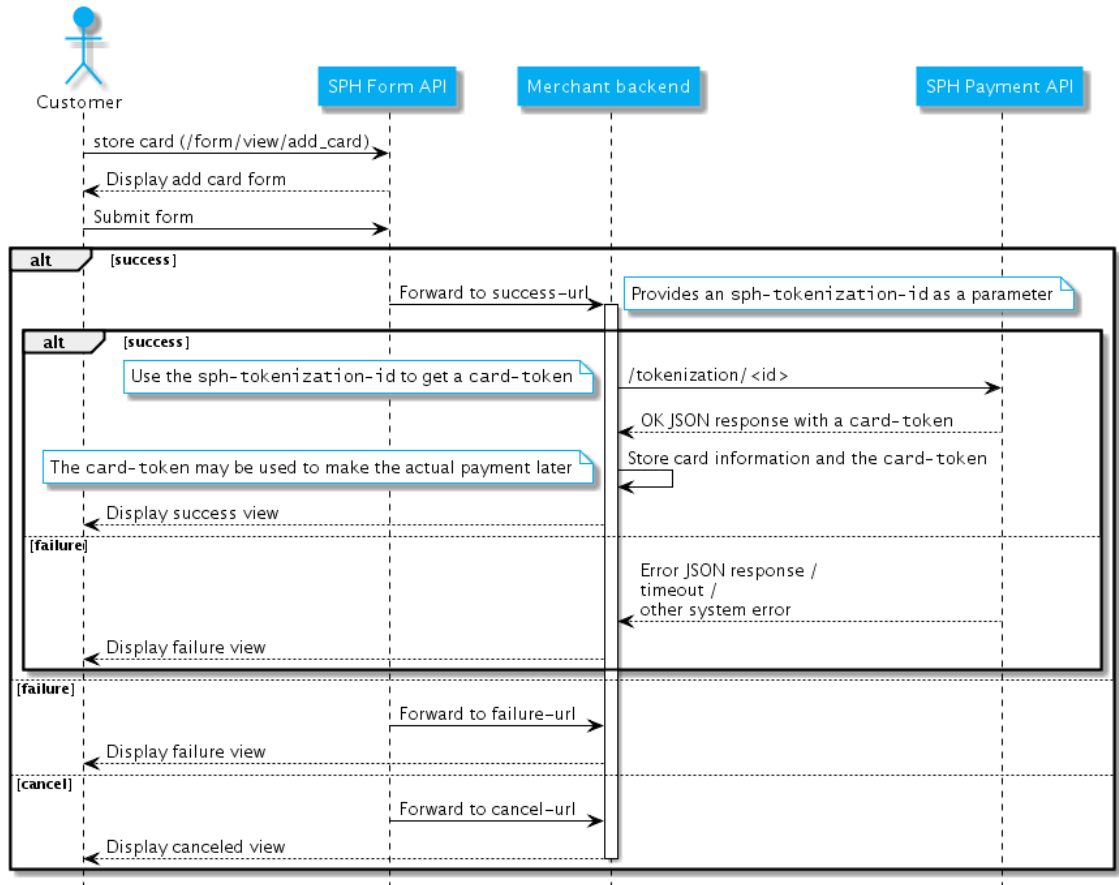 Customer
SPH Form API
Merchant backend
SPH Payment API
store card (/form/view/add_card)
Display add card form
Submit form
alt
[success]
Forward to success-url
Provides an sph-tokenization-id as a parameter
alt
[success]
Use the sph-tokenization-id to get a card-token
/tokenization/<id>
OK JSON response with a card-token
The card-token may be used to make the actual payment later
Store card information and the card-token
Display success view
[failure]
Error JSON response /
timeout /
other system error
Display failure view
[failure]
Forward to failure-url
Display failure view
[cancel]
Forward to cancel-url
Display canceled view